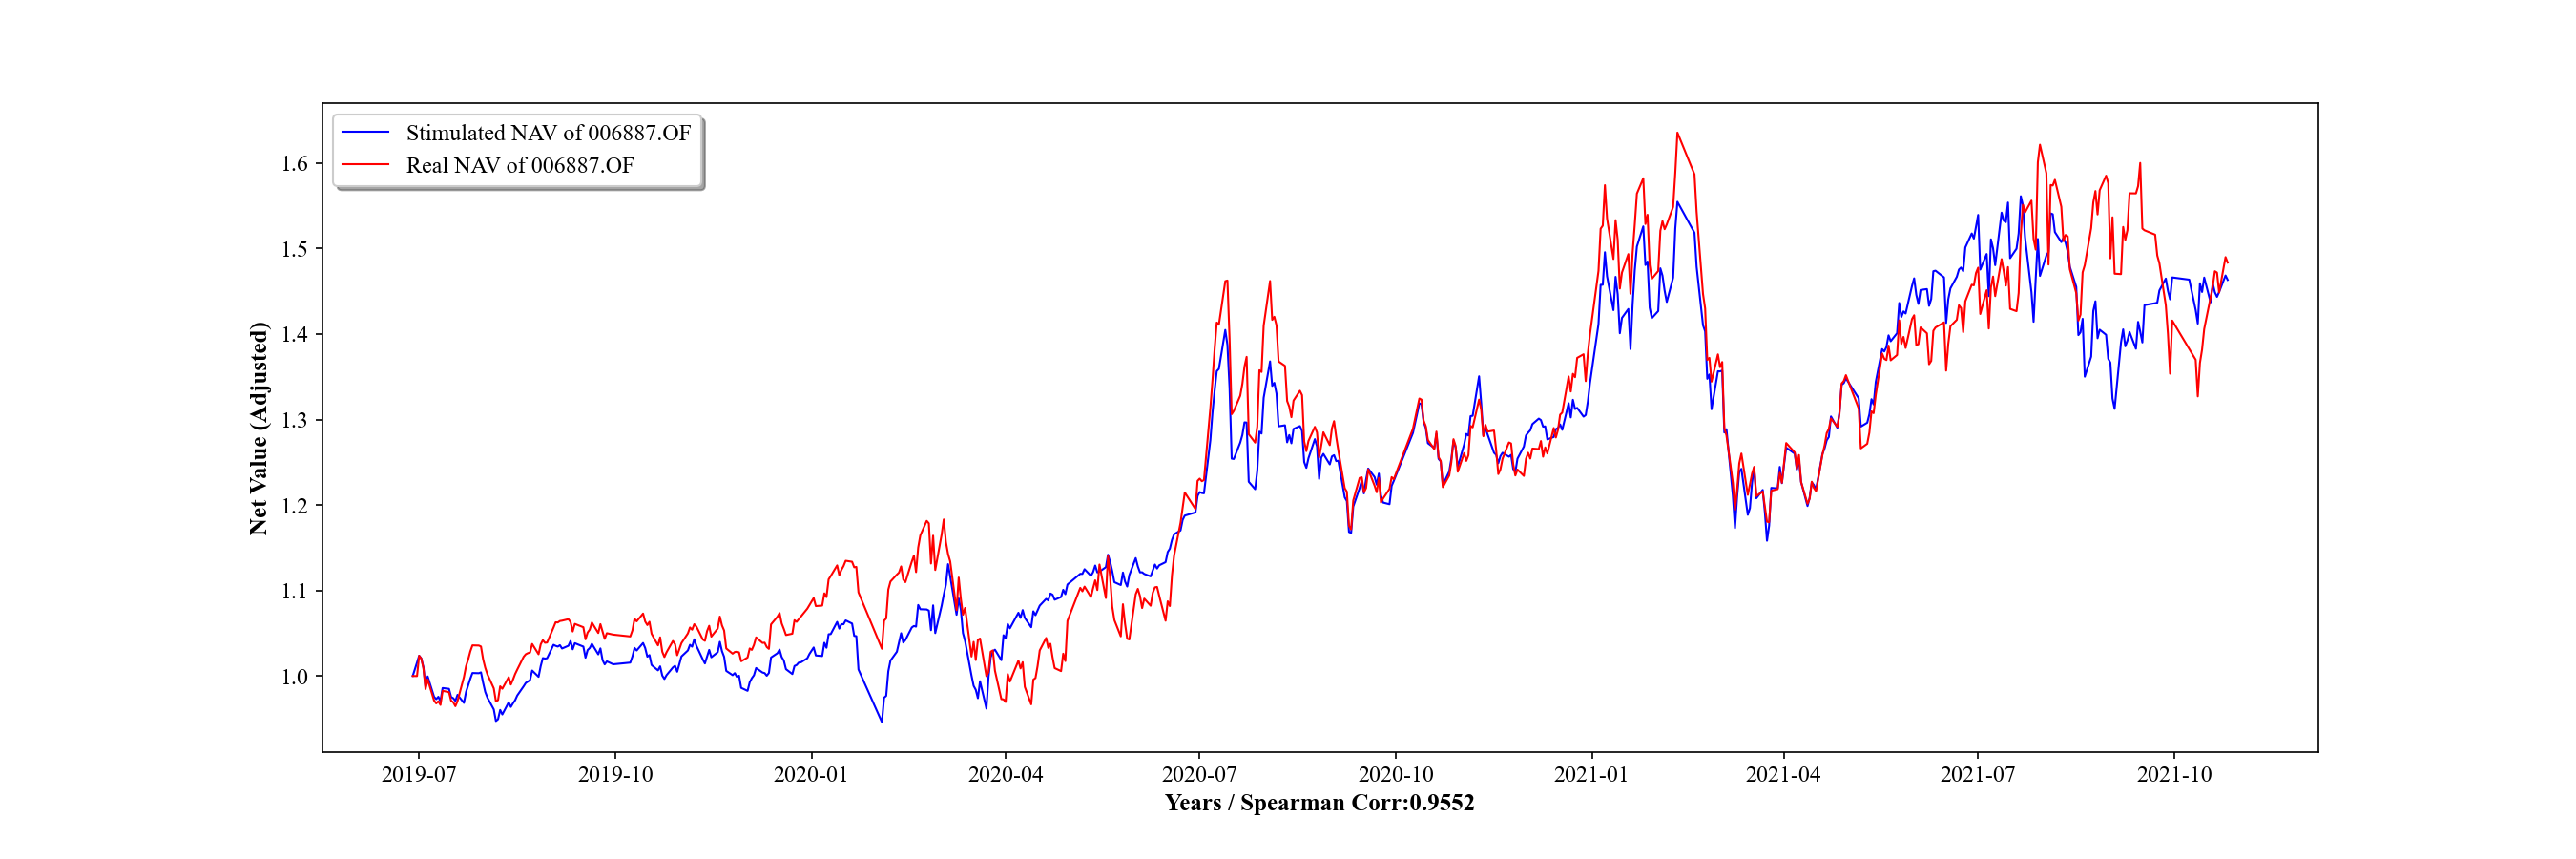 Stimulated NAV of 006887.OF
Real NAV of 006887.OF
Net Value (Adjusted)
1.6
1.5
1.4
1.3
1.2
1.1
1.0
2019-07 2019-10 2020-01 2020-04 2020-07 2020-10 2021-01 2021-04 2021-07 2021-10
Years / Spearman Corr:0.9552